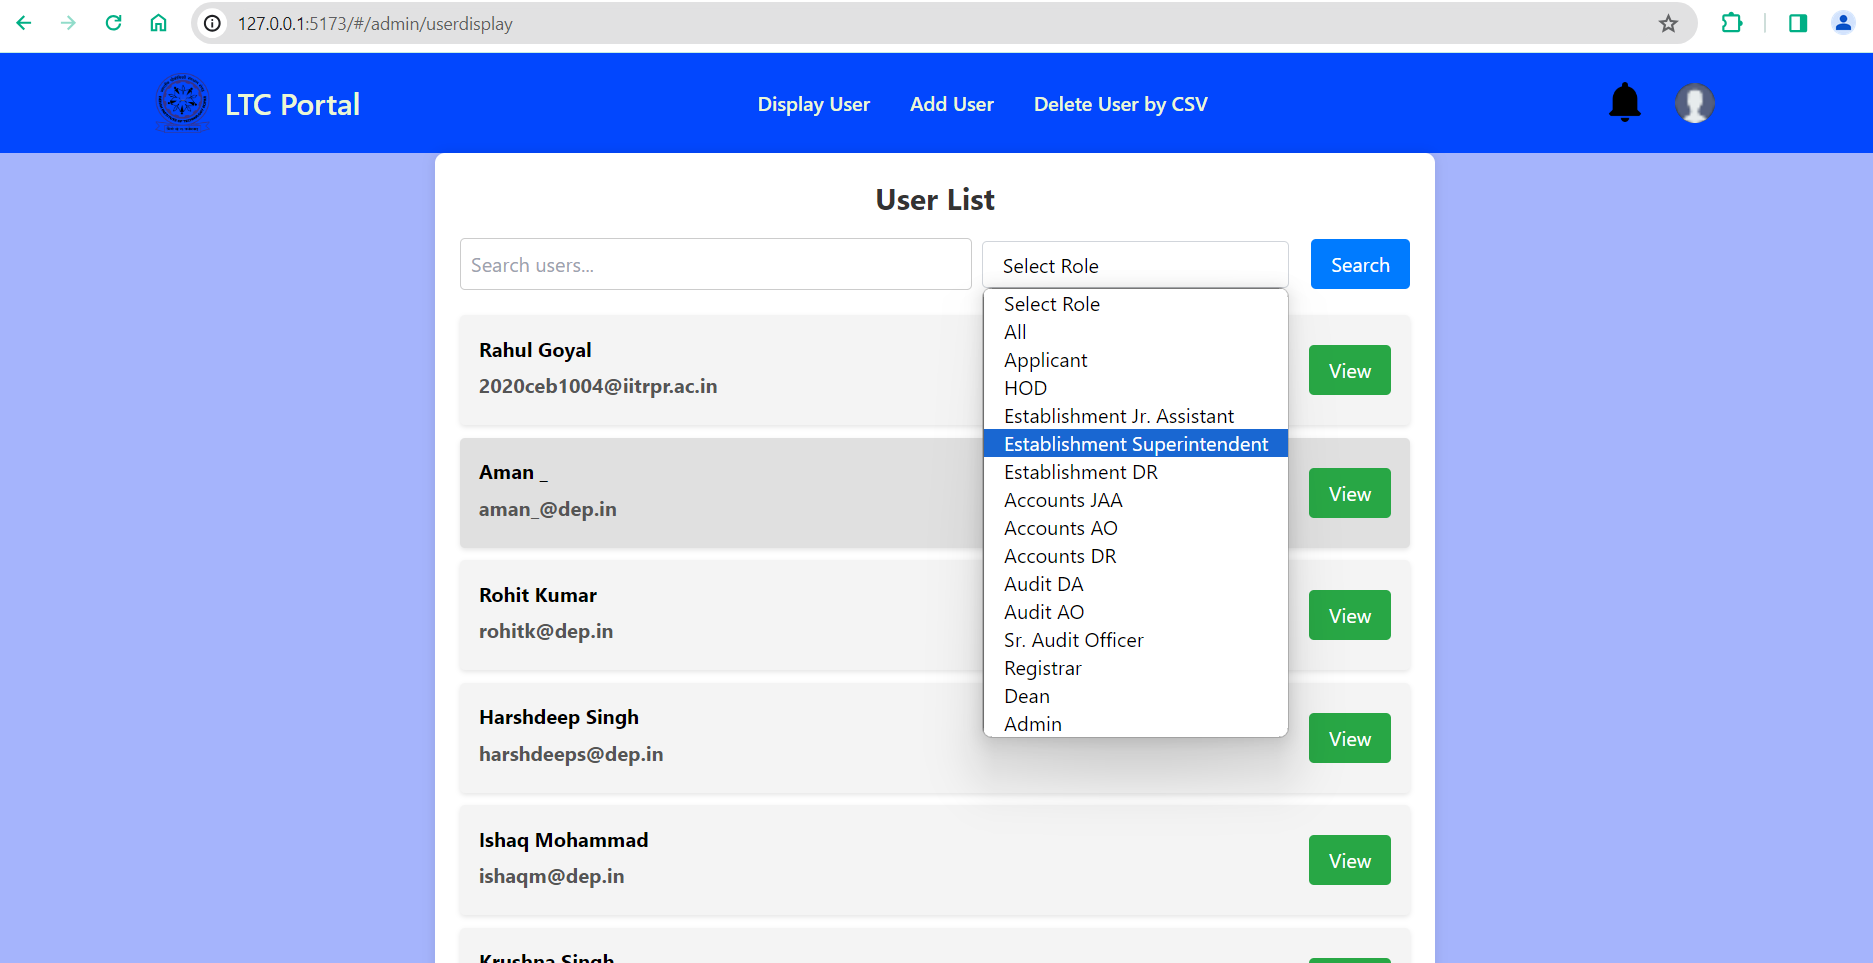 127.0.0.1:5173/#/admin/userdisplay
LTC Portal
Display User
Add User
Delete User by CSV
User List
Search users...
Select Role
Search
Select Role
All
Applicant
HOD
Establishment Jr. Assistant
Establishment Superintendent
Establishment DR
Accounts JAA
Accounts AO
Accounts DR
Audit DA
Audit AO
Sr. Audit Officer
Registrar
Dean
Admin
Rahul Goyal
2020ceb1004@iitrpr.ac.in
View
Aman _
aman_@dep.in
View
Rohit Kumar
rohitk@dep.in
View
Harshdeep Singh
harshdeeps@dep.in
View
Ishaq Mohammad
ishaqm@dep.in
View
Krushna Singh